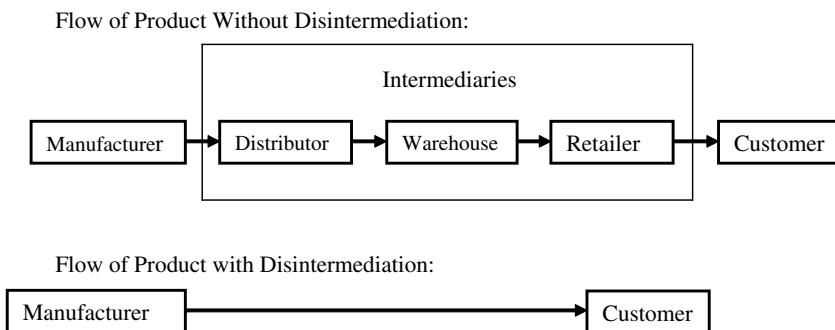 Flow of Product Without Disintermediation:
Intermediaries
Manufacturer Distributor Warehouse Retailer Customer
Flow of Product with Disintermediation:
Manufacturer Customer